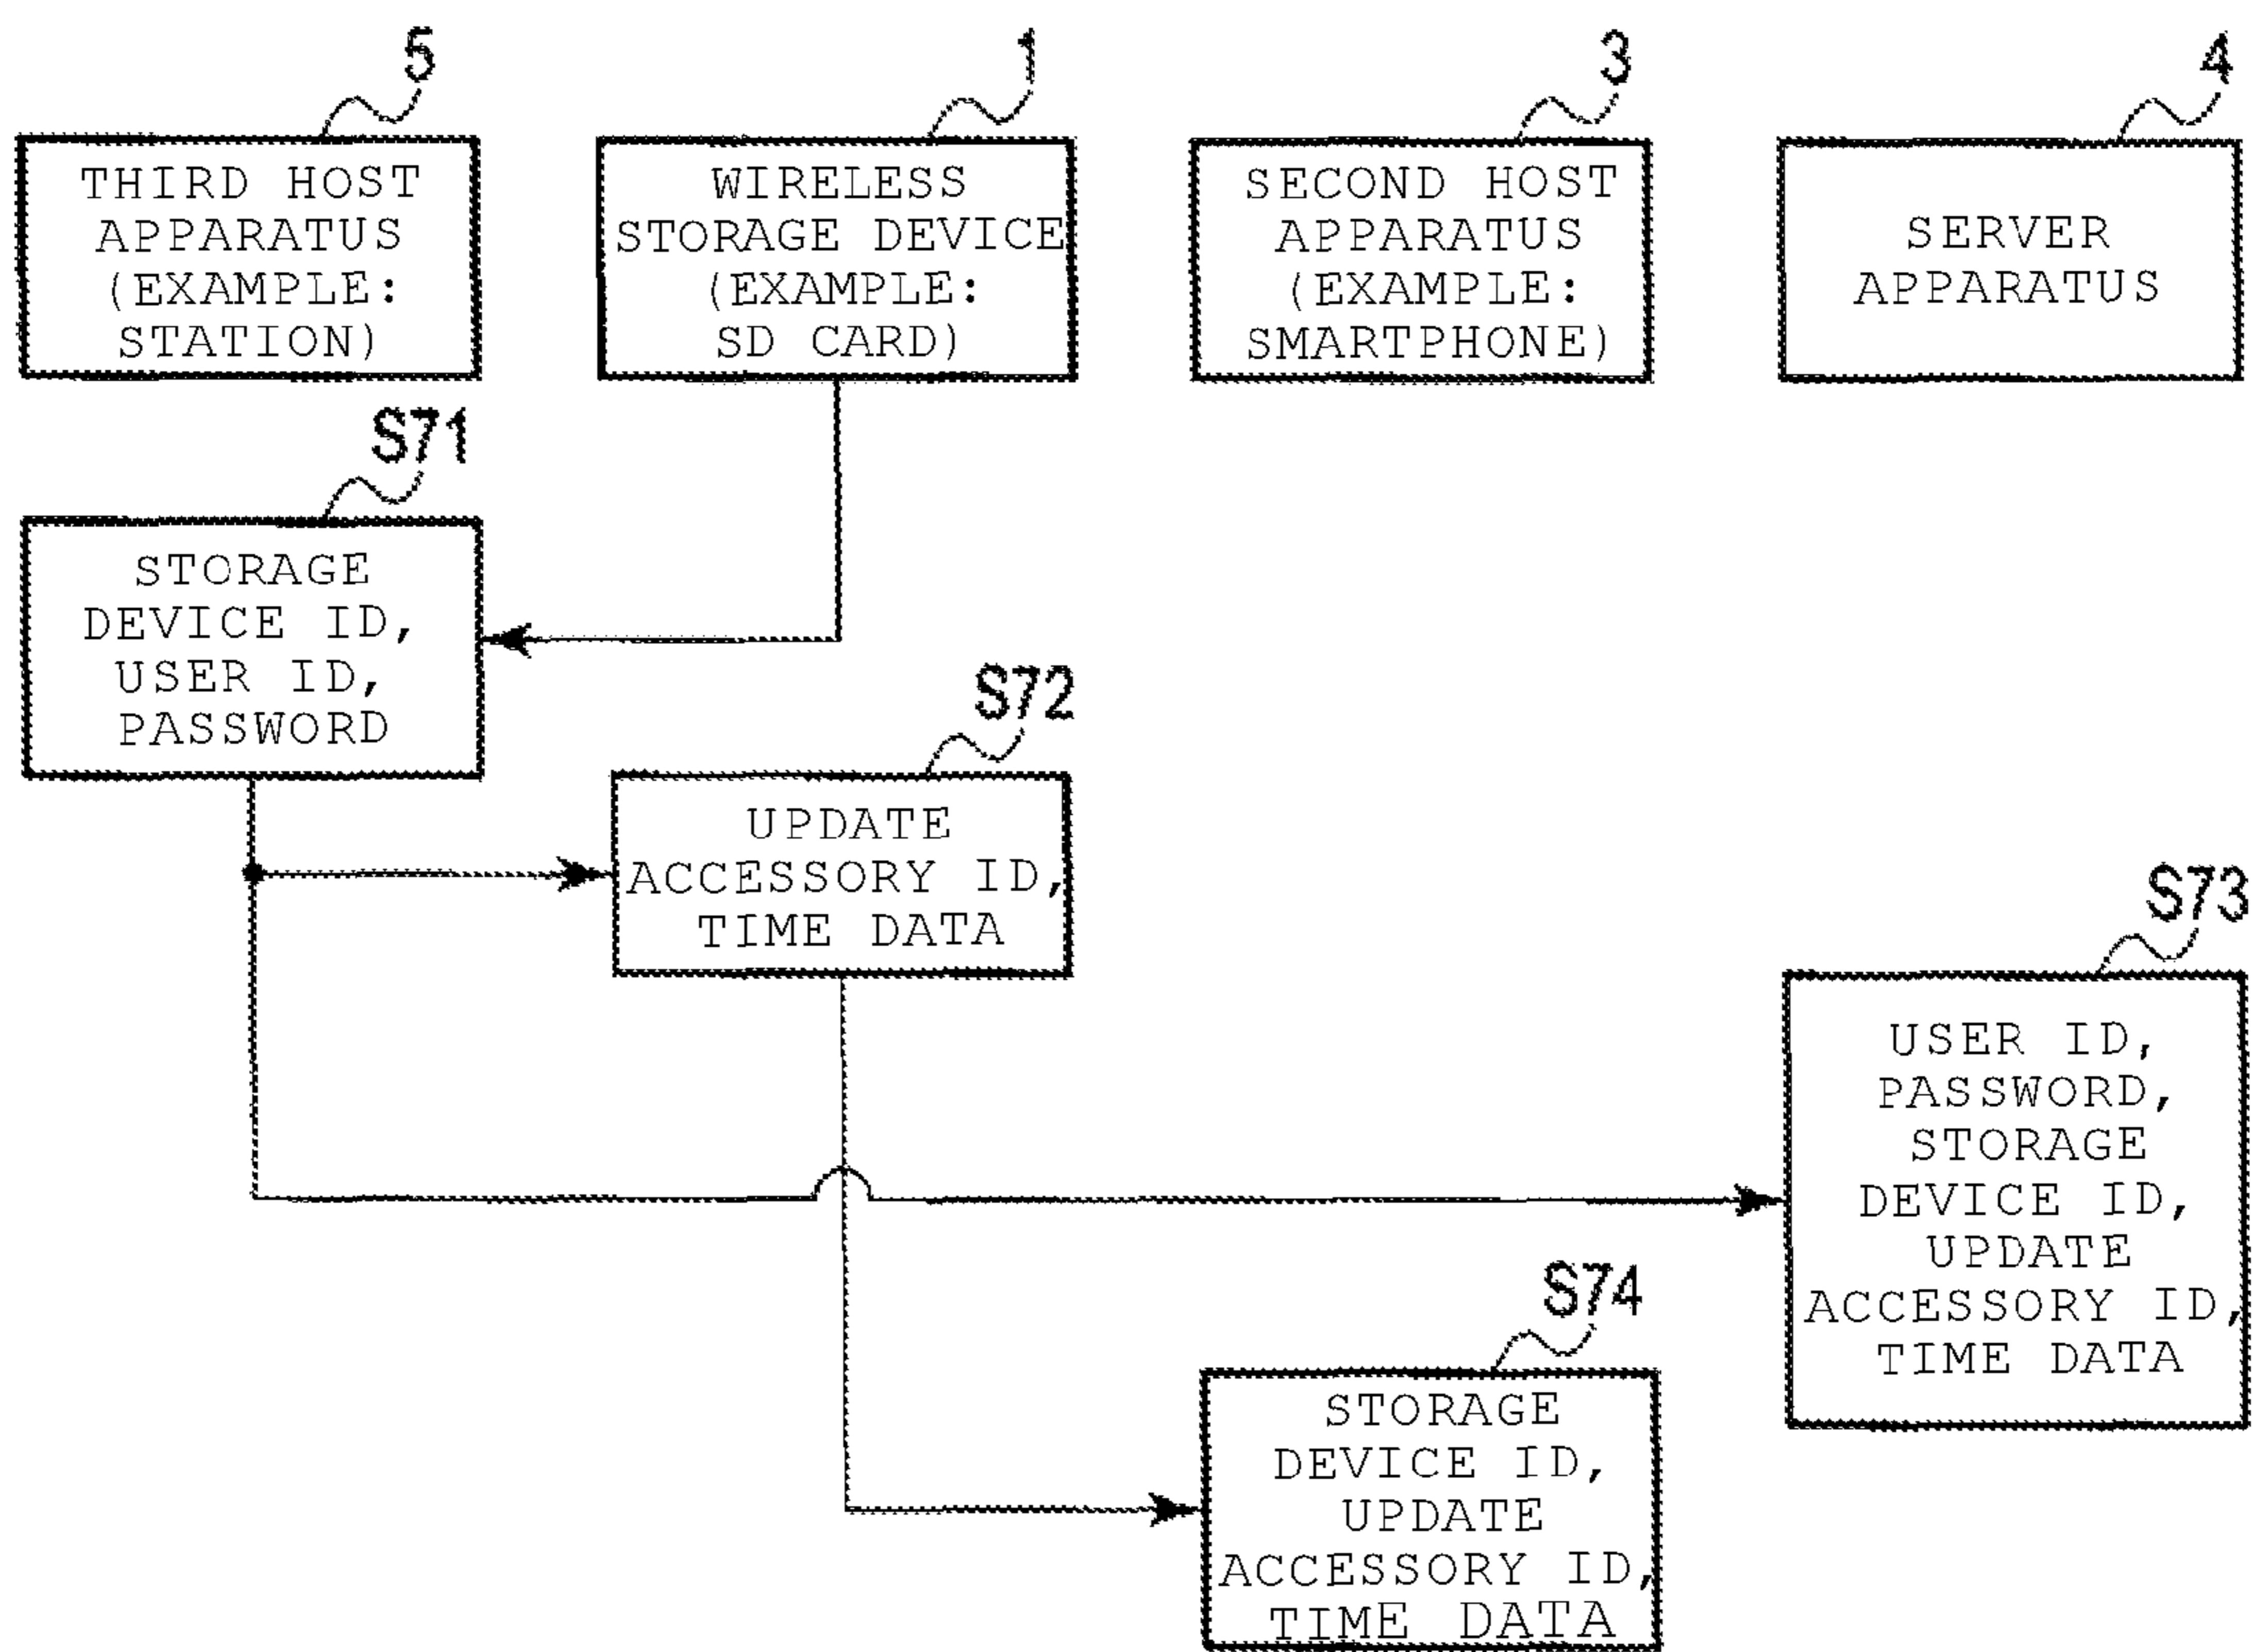 5
THIRD HOST
APPARATUS
(EXAMPLE:
STATION)
1
WIRELESS
STORAGE DEVICE
(EXAMPLE:
SD CARD)
3
SECOND HOST
APPARATUS
(EXAMPLE:
SMARTPHONE)
4
SERVER
APPARATUS
S71
STORAGE
DEVICE ID,
USER ID,
PASSWORD
S72
UPDATE
ACCESSORY ID,
TIME DATA
S73
USER ID,
PASSWORD,
STORAGE
DEVICE ID,
UPDATE
ACCESSORY ID,
TIME DATA
S74
STORAGE
DEVICE ID,
UPDATE
ACCESSORY ID,
TIME DATA